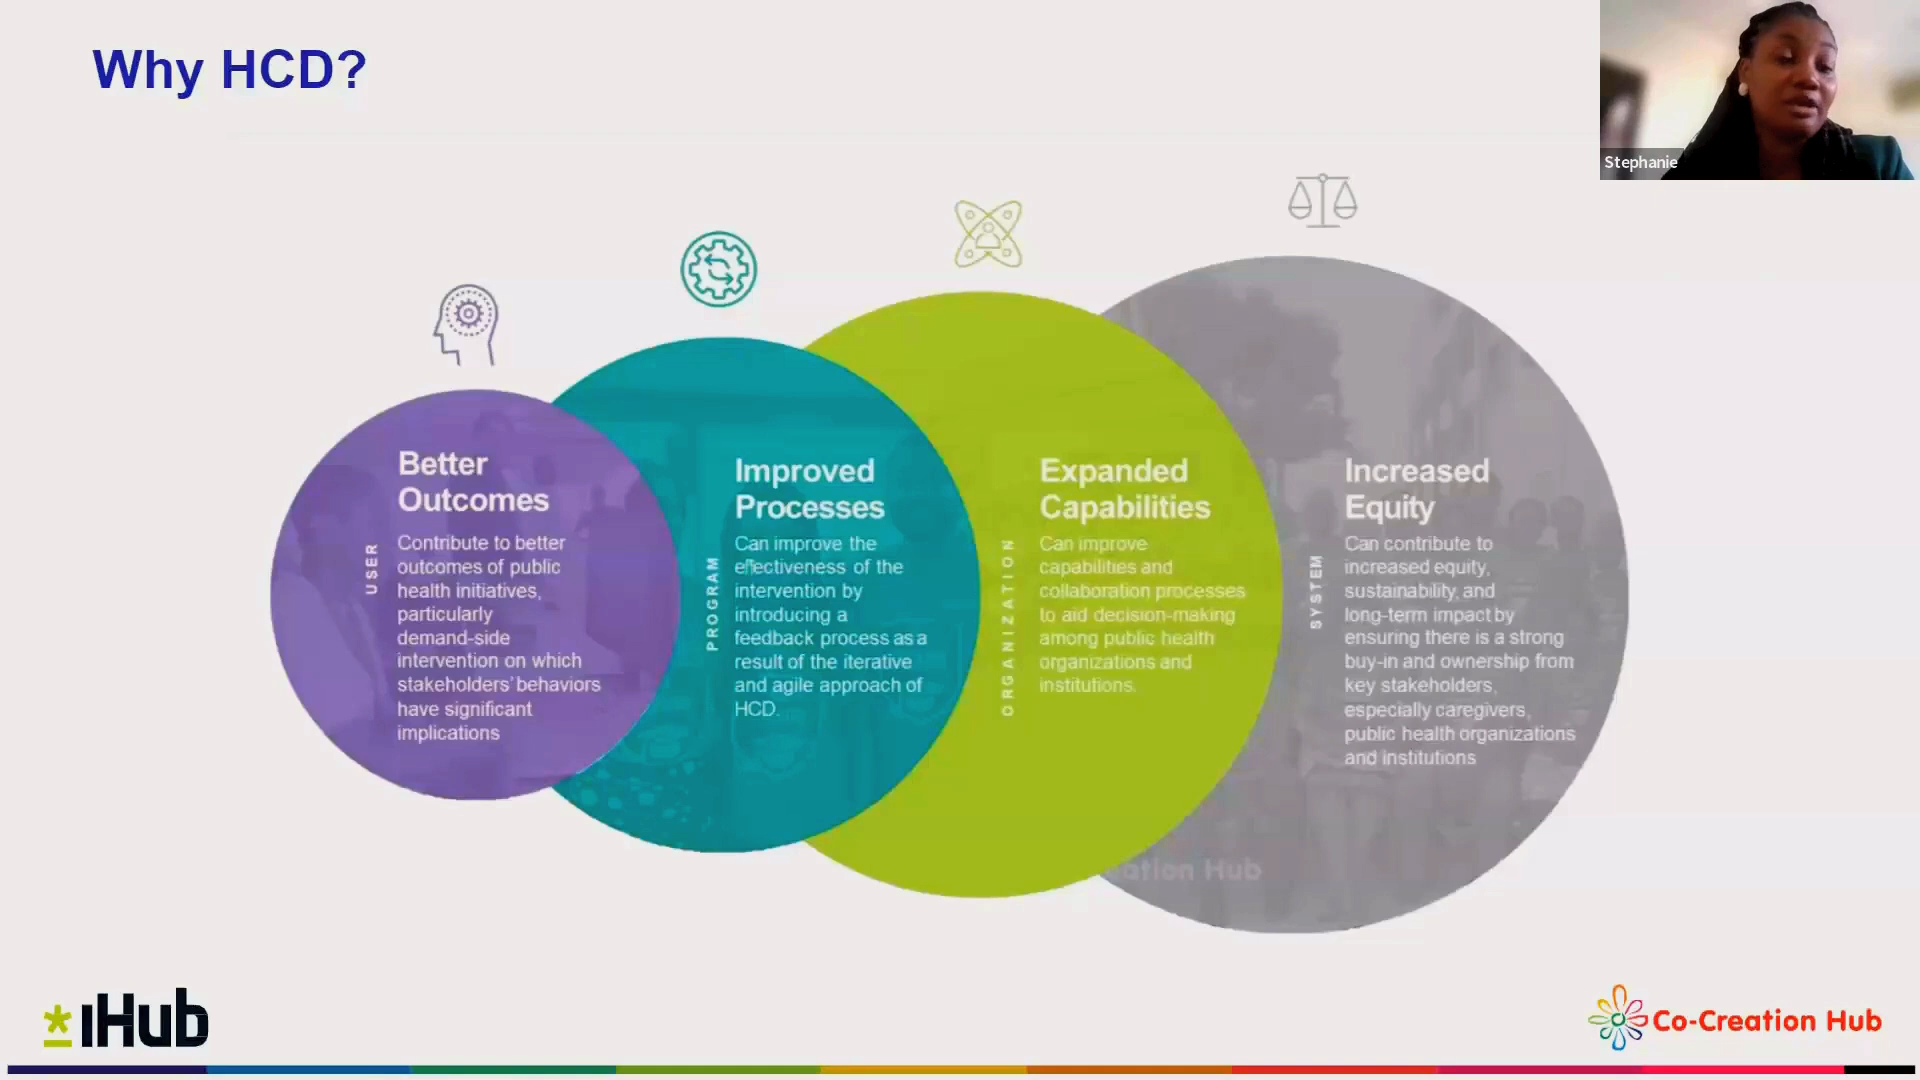 Why HCD?
Stephanie
Better
Outcomes
USER
Contribute to better
outcomes of public
health initiatives,
particularly
demand-side
intervention on which
stakeholders' behaviors
have significant
implications
Improved
Processes
PROGRAM
Can improve the
effectiveness of the
intervention by
introducing a
feedback process as a
result of the iterative
and agile approach of
HCD.
Expanded
Capabilities
ORGANIZATION
Can improve
capabilities and
collaboration processes
to aid decision-making
among public health
organizations and
institutions.
Increased
Equity
SYSTEM
Can contribute to
increased equity,
sustainability, and
long-term impact by
ensuring there is a strong
buy-in and ownership from
key stakeholders,
especially caregivers,
public health organizations
and institutions
ation Hub
iHub
Co-Creation Hub